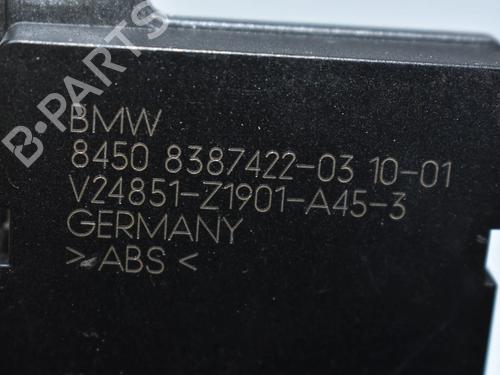 B-PARTS
BMW
8450 8387422-03 10-01
V24851-Z1901-A45-3
GERMANY
>ABS<